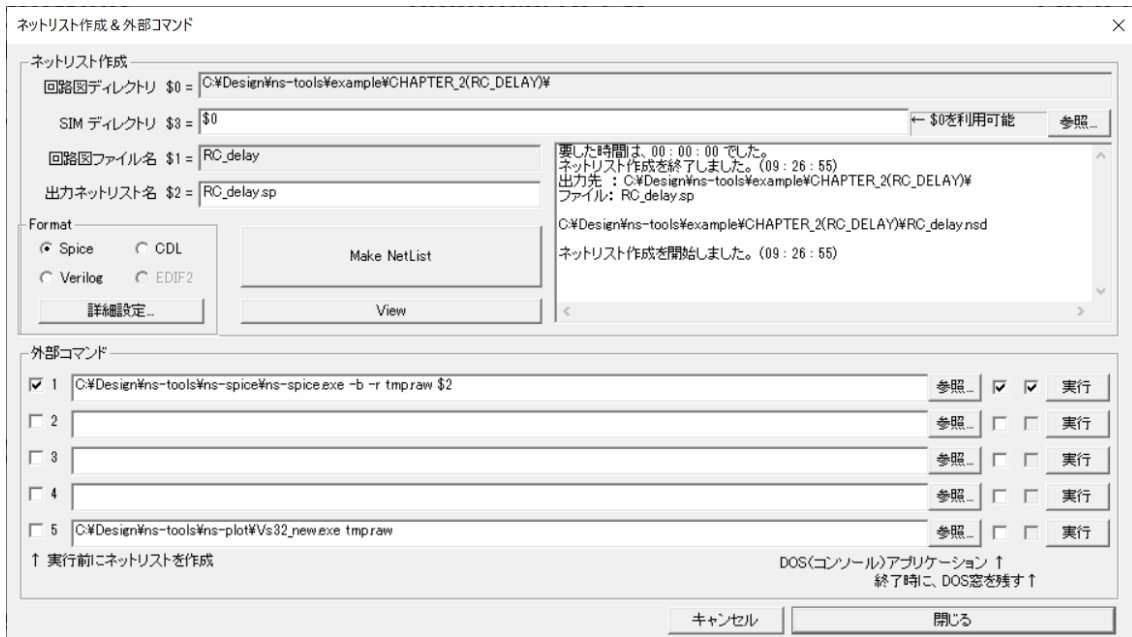 ネットリスト作成＆外部コマンド
ネットリスト作成
回路図ディレクトリ $0 = C:¥Design¥ns-tools¥example¥CHAPTER_2(RC_DELAY)¥
SIM ディレクトリ $3 = $0 ← $0を利用可能 参照...
回路図ファイル名 $1 = RC_delay
出力ネットリスト名 $2 = RC_delay.sp
要した時間は、00：00：00 でした。
ネットリスト作成を終了しました。(09：26：55)
出力先 ： C:¥Design¥ns-tools¥example¥CHAPTER_2(RC_DELAY)¥
ファイル： RC_delay.sp
C:¥Design¥ns-tools¥example¥CHAPTER_2(RC_DELAY)¥RC_delay.nsd
ネットリスト作成を開始しました。(09：26：55)
Format
Spice CDL
Verilog EDIF2
詳細設定...
Make NetList
View
外部コマンド
1 C:¥Design¥ns-tools¥ns-spice¥ns-spice.exe -b -r tmp.raw $2 参照... 実行
2 参照... 実行
3 参照... 実行
4 参照... 実行
5 C:¥Design¥ns-tools¥ns-plot¥Vs32_new.exe tmp.raw 参照... 実行
↑ 実行前にネットリストを作成
DOS(コンソール)アプリケーション ↑
終了時に、DOS窓を残す↑
キャンセル 閉じる